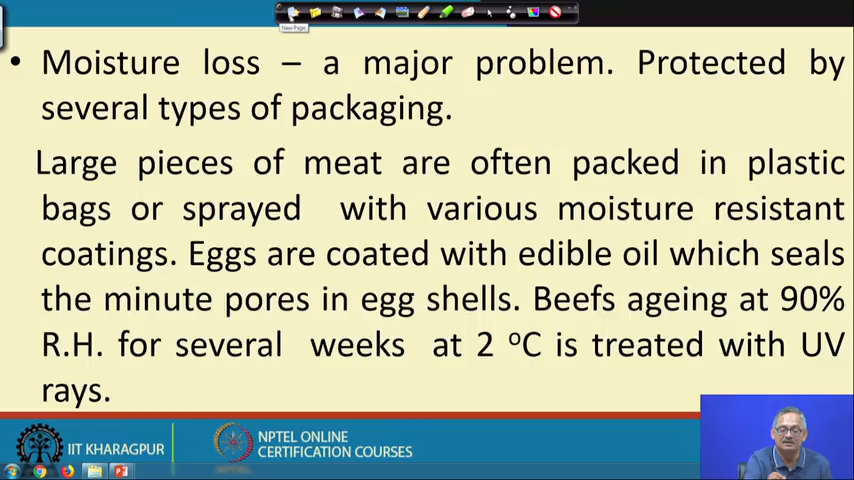 New Page
• Moisture loss – a major problem. Protected by
several types of packaging.
Large pieces of meat are often packed in plastic
bags or sprayed with various moisture resistant
coatings. Eggs are coated with edible oil which seals
the minute pores in egg shells. Beefs ageing at 90%
R.H. for several weeks at 2 ºC is treated with UV
rays.
IIT KHARAGPUR
NPTEL ONLINE
CERTIFICATION COURSES